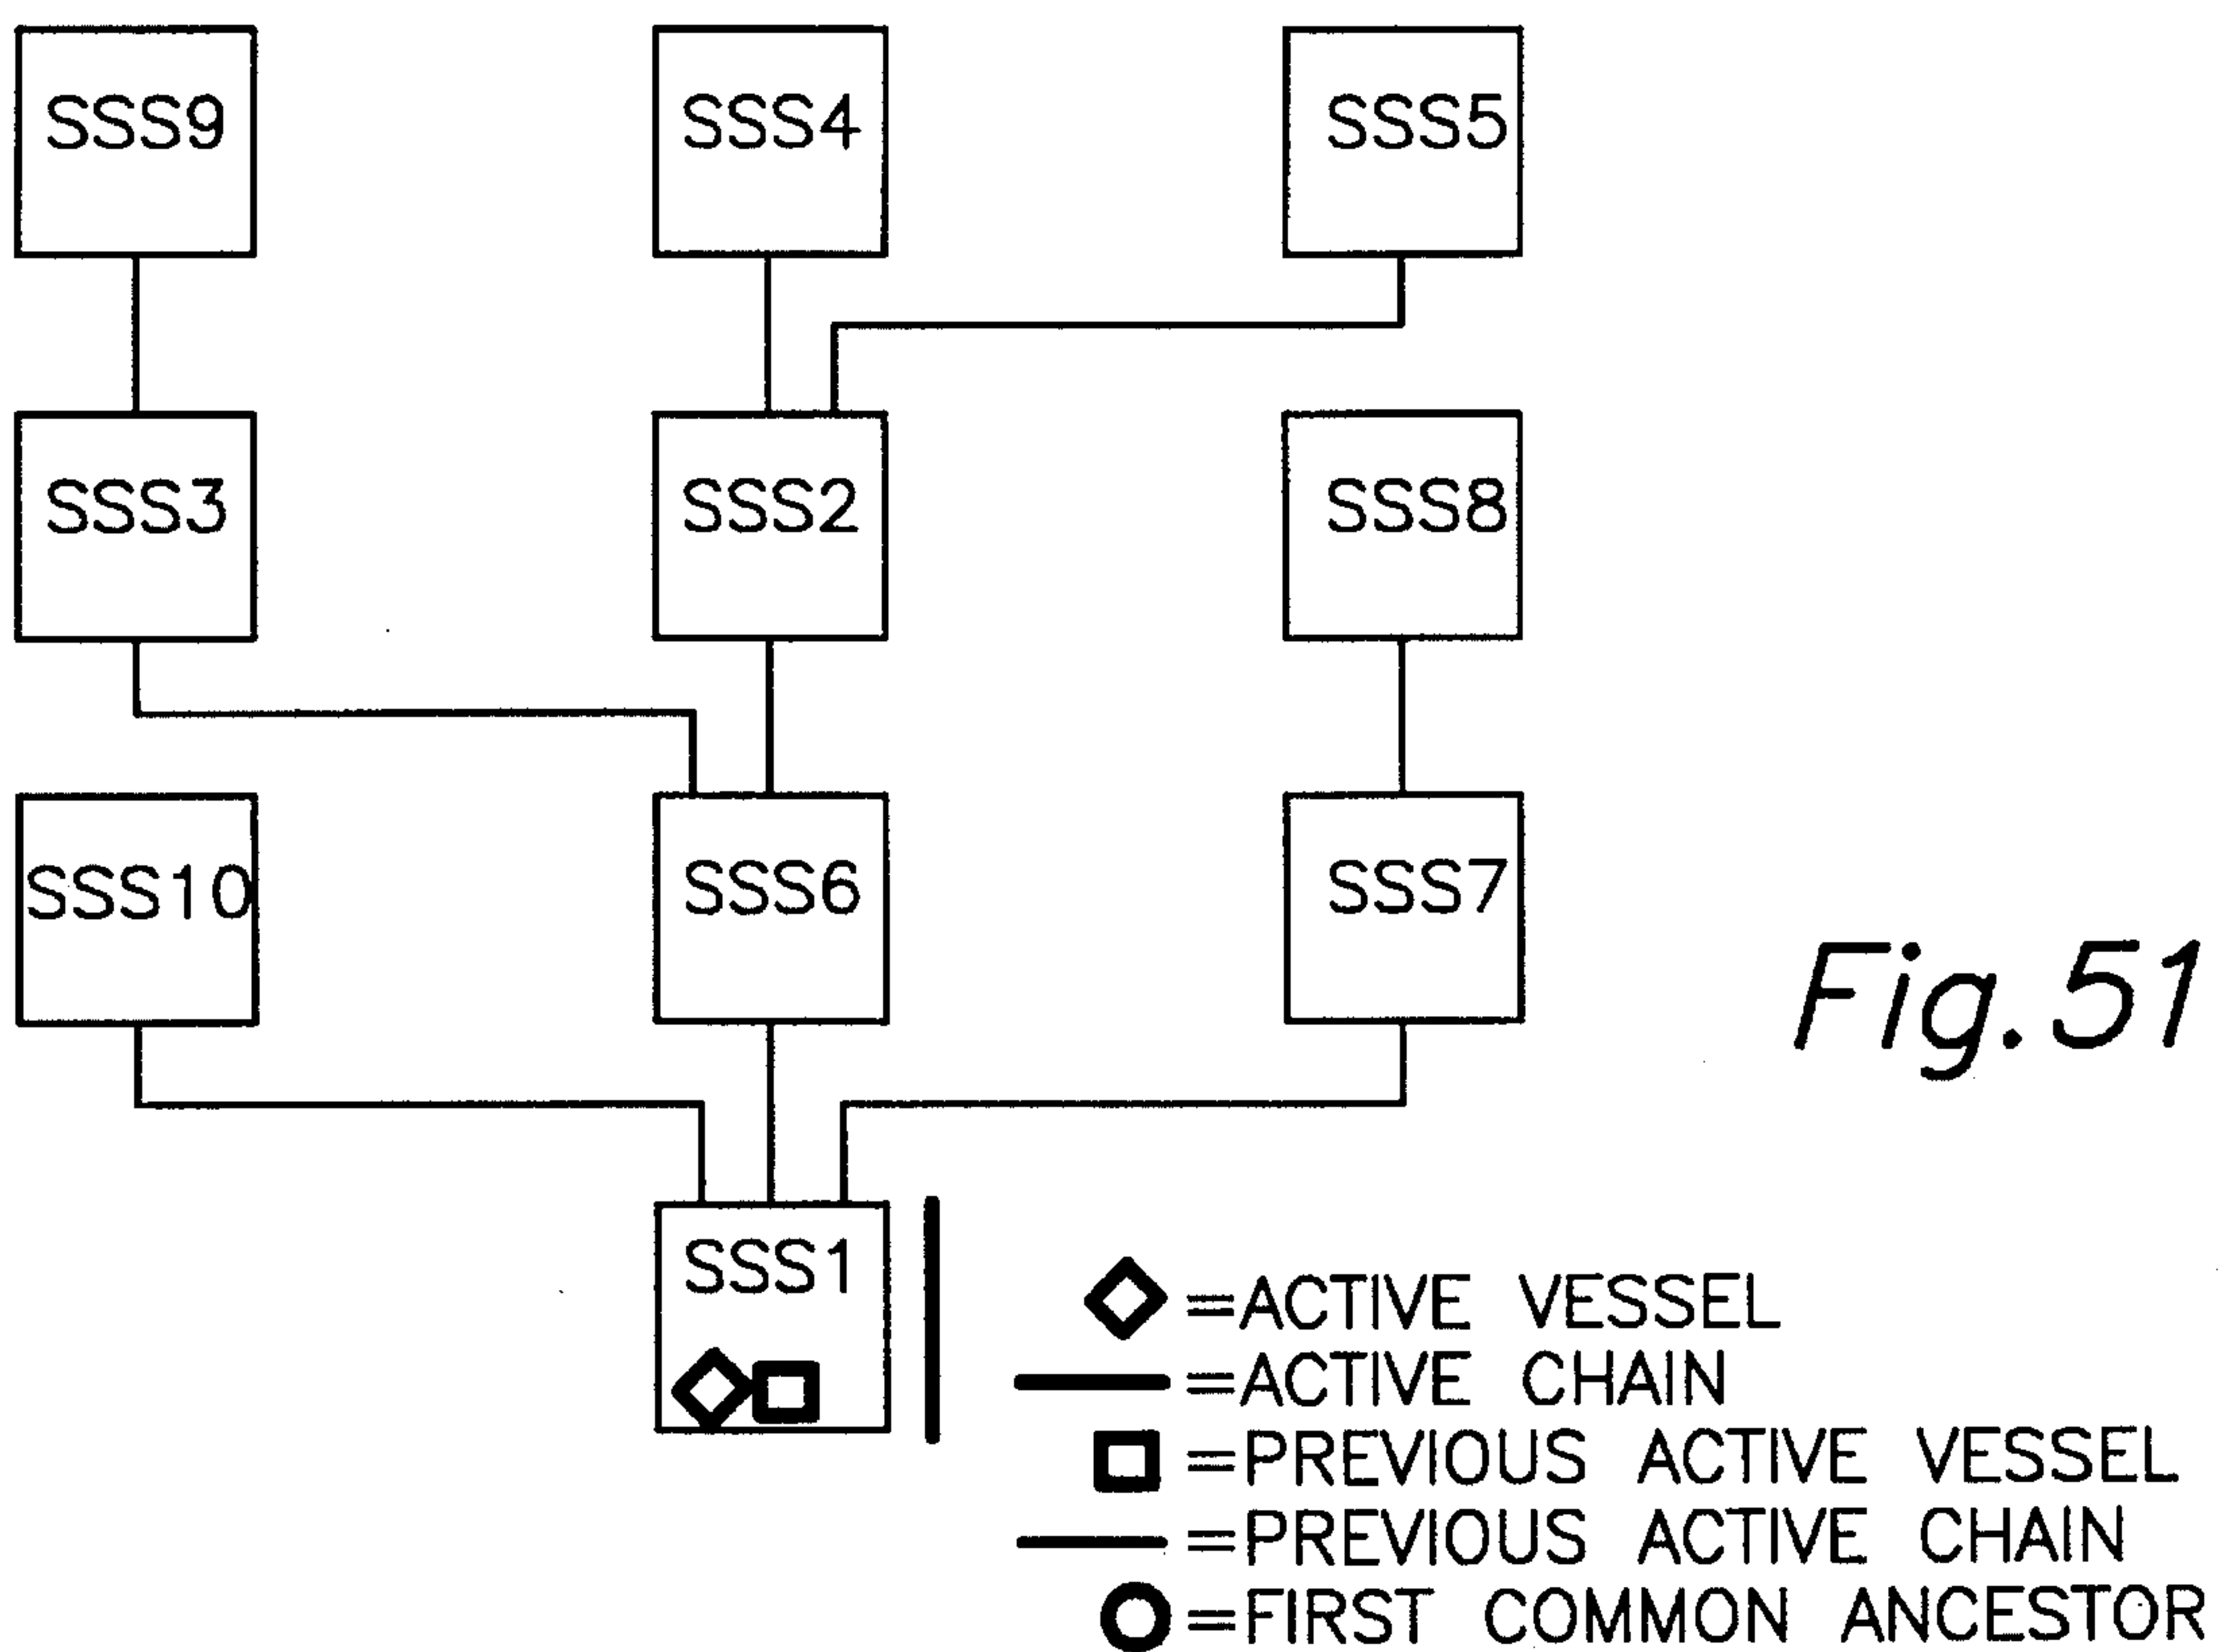 SSS9 SSS4 SSS5
SSS3 SSS2 SSS8
SSS10 SSS6 SSS7
Fig.51
SSS1
=ACTIVE VESSEL
=ACTIVE CHAIN
=PREVIOUS ACTIVE VESSEL
=PREVIOUS ACTIVE CHAIN
=FIRST COMMON ANCESTOR